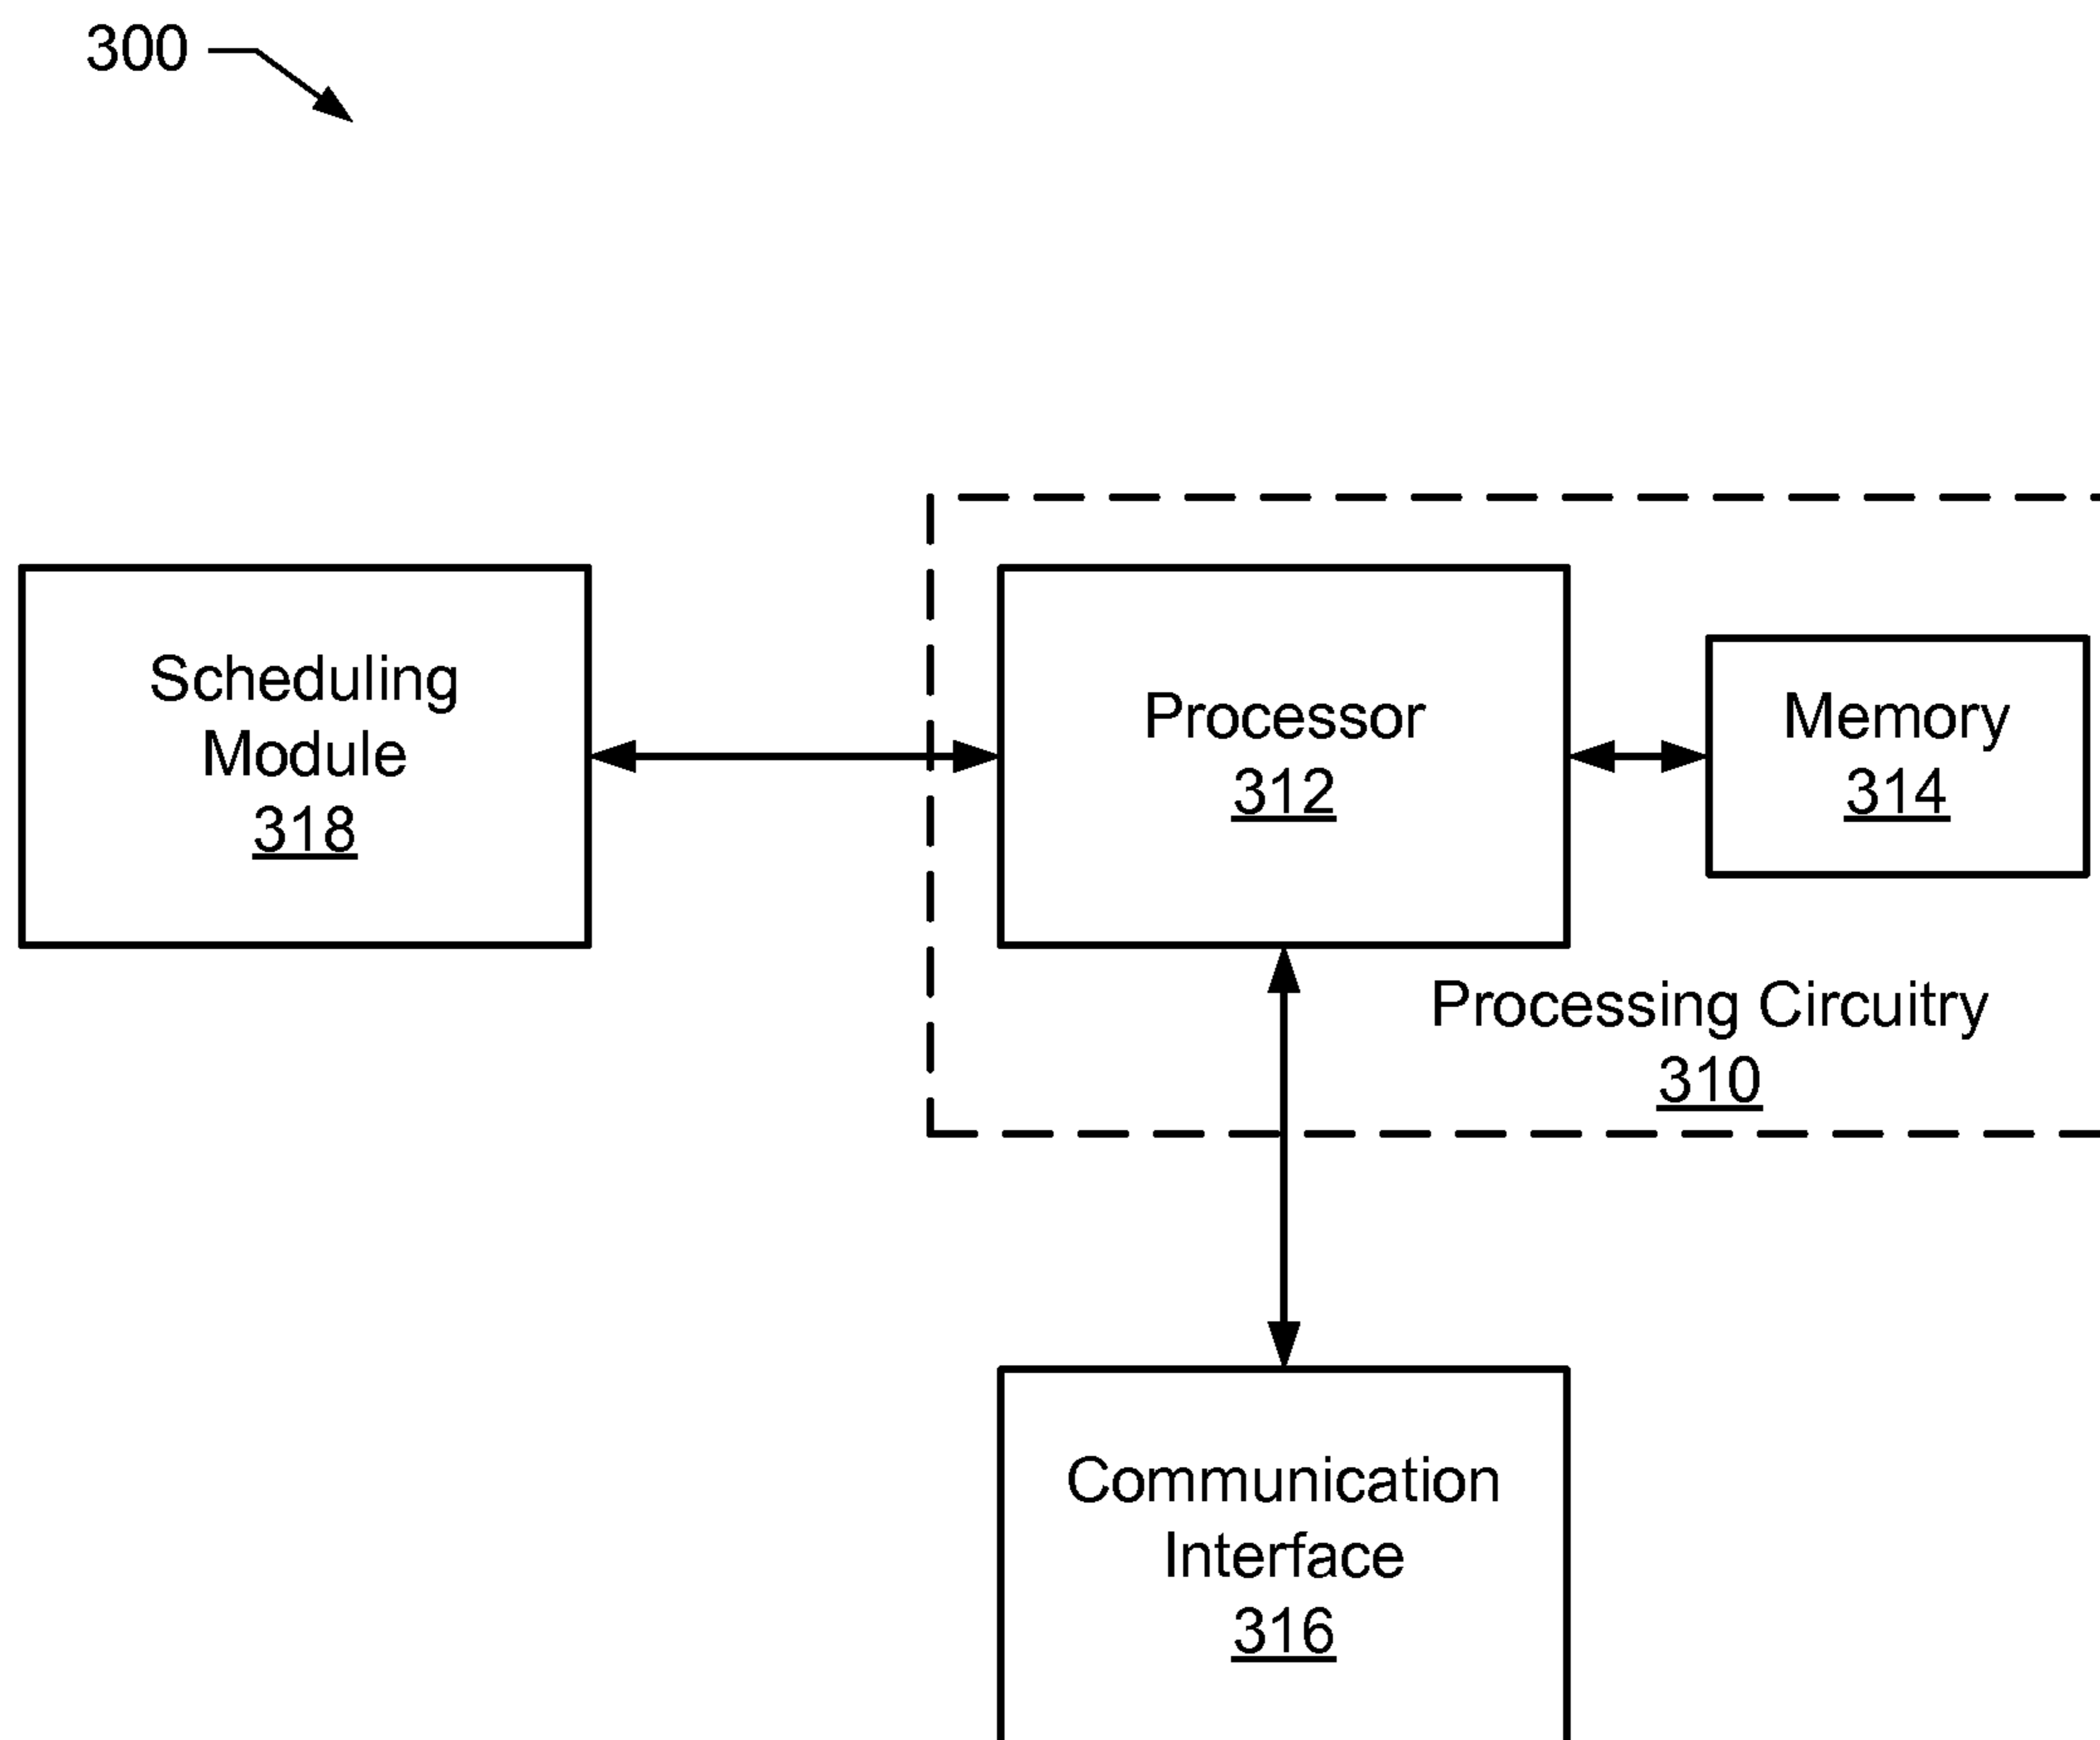 300
Scheduling
Module
318
Processor
312
Memory
314
Processing Circuitry
310
Communication
Interface
316